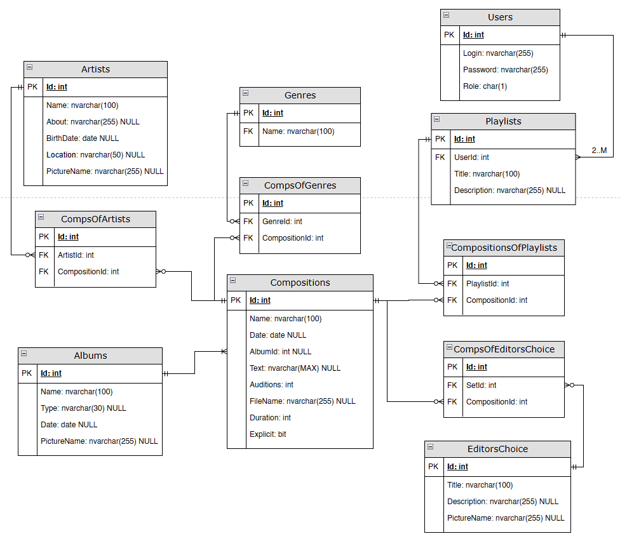 Users
PK Id: int
Login: nvarchar(255)
Password: nvarchar(255)
Role: char(1)
Artists
PK Id: int
Name: nvarchar(100)
About: nvarchar(255) NULL
BirthDate: date NULL
Location: nvarchar(50) NULL
PictureName: nvarchar(255) NULL
Genres
PK Id: int
FK Name: nvarchar(100)
Playlists
PK Id: int
FK UserId: int
Title: nvarchar(100)
Description: nvarchar(255) NULL
2..M
CompsOfGenres
PK Id: int
FK GenreId: int
FK CompositionId: int
CompsOfArtists
PK Id: int
FK ArtistId: int
FK CompositionId: int
CompositionsOfPlaylists
PK Id: int
FK PlaylistId: int
FK CompositionId: int
Compositions
PK Id: int
Name: nvarchar(100)
Date: date NULL
AlbumId: int NULL
Text: nvarchar(MAX) NULL
Auditions: int
FileName: nvarchar(255) NULL
Duration: int
Explicit: bit
Albums
PK Id: int
Name: nvarchar(100)
Type: nvarchar(30) NULL
Date: date NULL
PictureName: nvarchar(255) NULL
CompsOfEditorsChoice
PK Id: int
FK SetId: int
FK CompositionId: int
EditorsChoice
PK Id: int
Title: nvarchar(100)
Description: nvarchar(255) NULL
PictureName: nvarchar(255) NULL